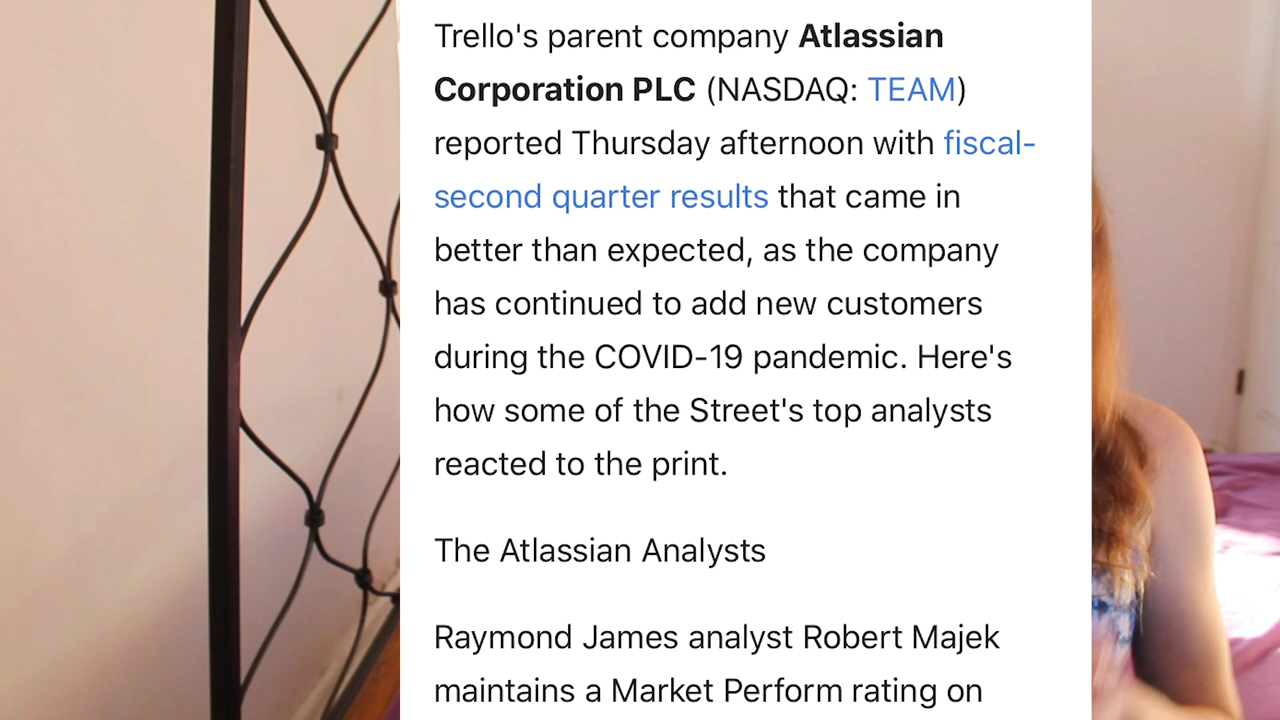 Trello's parent company Atlassian
Corporation PLC (NASDAQ: TEAM)
reported Thursday afternoon with fiscal-
second quarter results that came in
better than expected, as the company
has continued to add new customers
during the COVID-19 pandemic. Here's
how some of the Street's top analysts
reacted to the print.
The Atlassian Analysts
Raymond James analyst Robert Majek
maintains a Market Perform rating on